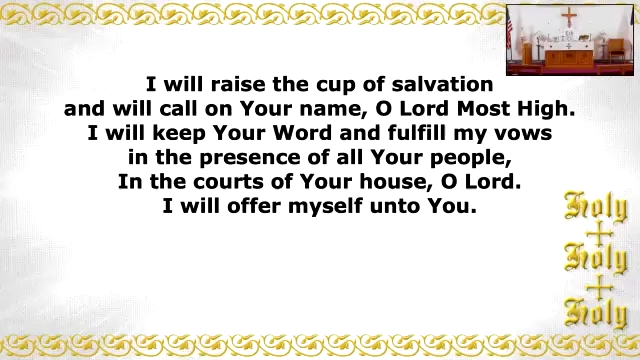 I will raise the cup of salvation
and will call on Your name, O Lord Most High.
I will keep Your Word and fulfill my vows
in the presence of all Your people,
In the courts of Your house, O Lord.
I will offer myself unto You.
Holy
Holy
Holy